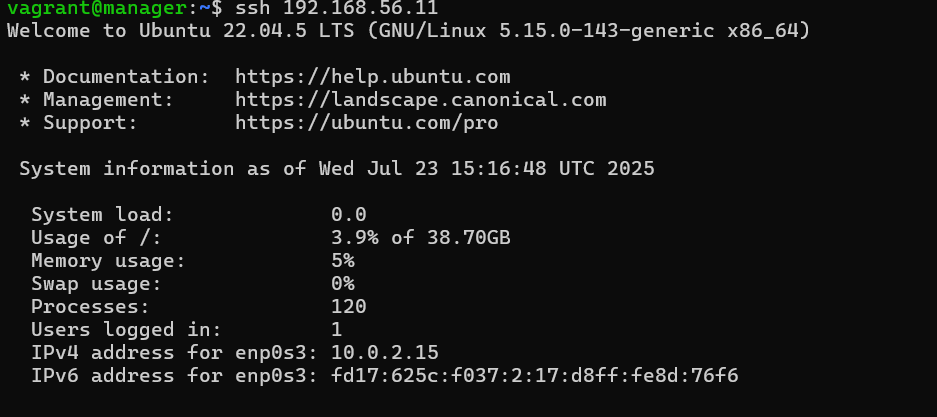 vagrant@manager:~$ ssh 192.168.56.11
Welcome to Ubuntu 22.04.5 LTS (GNU/Linux 5.15.0-143-generic x86_64)
* Documentation: https://help.ubuntu.com
* Management: https://landscape.canonical.com
* Support: https://ubuntu.com/pro
System information as of Wed Jul 23 15:16:48 UTC 2025
System load: 0.0
Usage of /: 3.9% of 38.70GB
Memory usage: 5%
Swap usage: 0%
Processes: 120
Users logged in: 1
IPv4 address for enp0s3: 10.0.2.15
IPv6 address for enp0s3: fd17:625c:f037:2:17:d8ff:fe8d:76f6